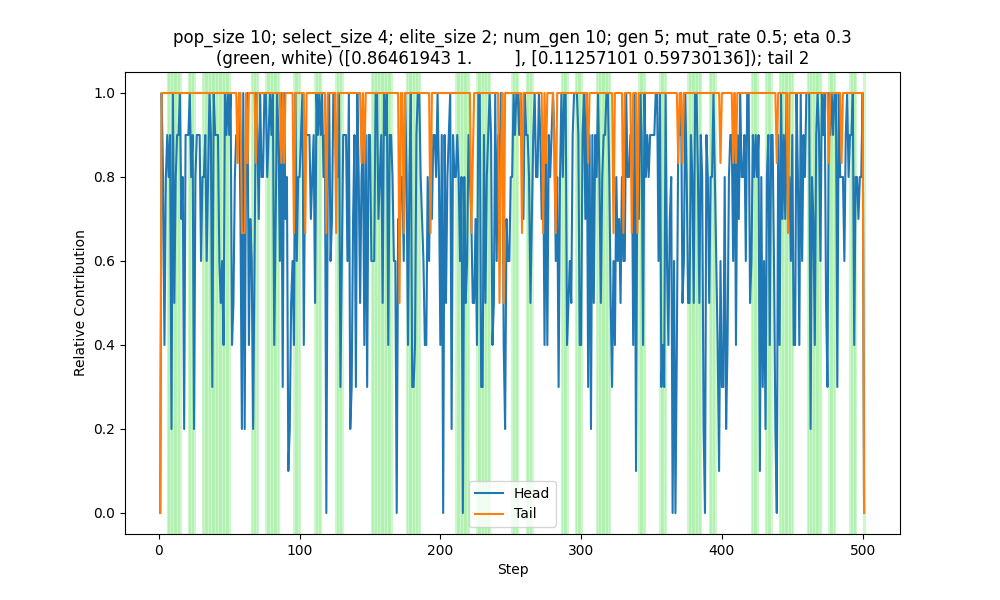 pop_size 10; select_size 4; elite_size 2; num_gen 10; gen 5; mut_rate 0.5; eta 0.3
(green, white) ([0.86461943 1.        ], [0.11257101 0.59730136]); tail 2
Relative Contribution
1.0
0.8
0.6
0.4
0.2
0.0
Head
Tail
0 100 200 300 400 500
Step